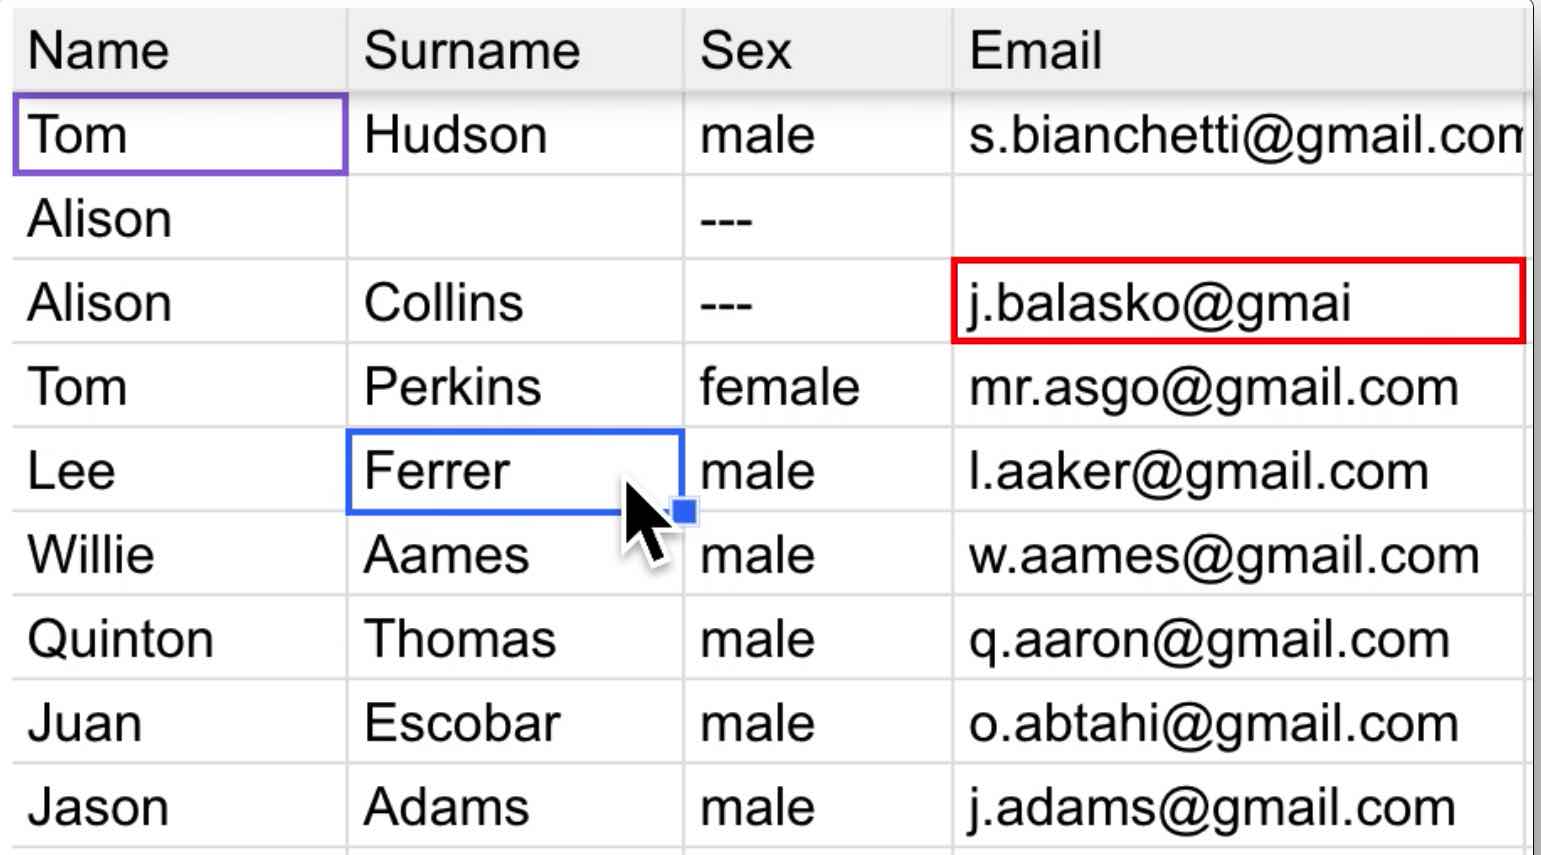 Name Surname Sex Email
Tom Hudson male s.bianchetti@gmail.com
Alison ---
Alison Collins --- j.balasko@gmai
Tom Perkins female mr.asgo@gmail.com
Lee Ferrer male l.aaker@gmail.com
Willie Aames male w.aames@gmail.com
Quinton Thomas male q.aaron@gmail.com
Juan Escobar male o.abtahi@gmail.com
Jason Adams male j.adams@gmail.com